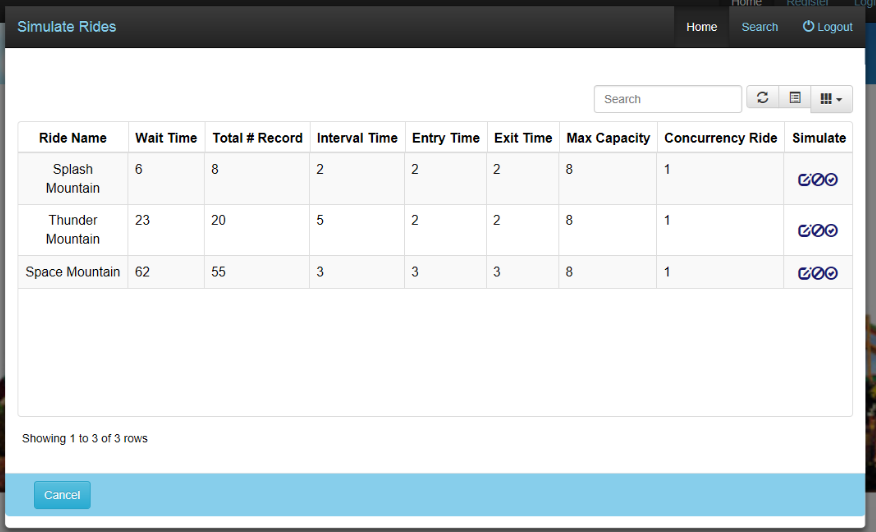 Home Register
Simulate Rides
Home Search Logout
Search
Ride Name Wait Time Total # Record Interval Time Entry Time Exit Time Max Capacity Concurrency Ride Simulate
Splash
Mountain 6 8 2 2 2 8 1
Thunder
Mountain 23 20 5 2 2 8 1
Space Mountain 62 55 3 3 3 8 1
Showing 1 to 3 of 3 rows
Cancel